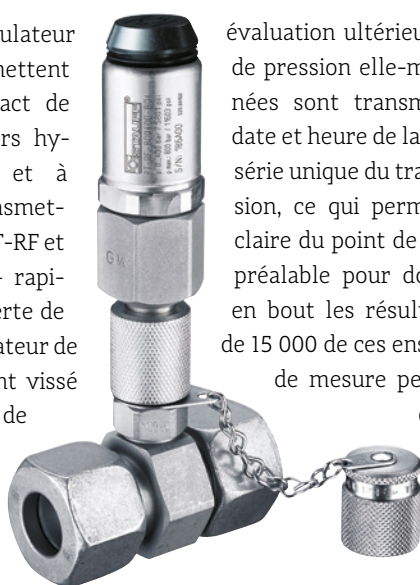 ulateur
mettent
act de
rs hy-
et à
nsmet-
T-RF et
- rapi-
erte de
ateur de
nt vissé
de
évaluation ultérieu
de pression elle-m
nées sont transm
date et heure de la
série unique du tra
sion, ce qui perm
claire du point de
préalable pour do
en bout les résult
de 15 000 de ces ens
de mesure pe
STAUFF
G ¼